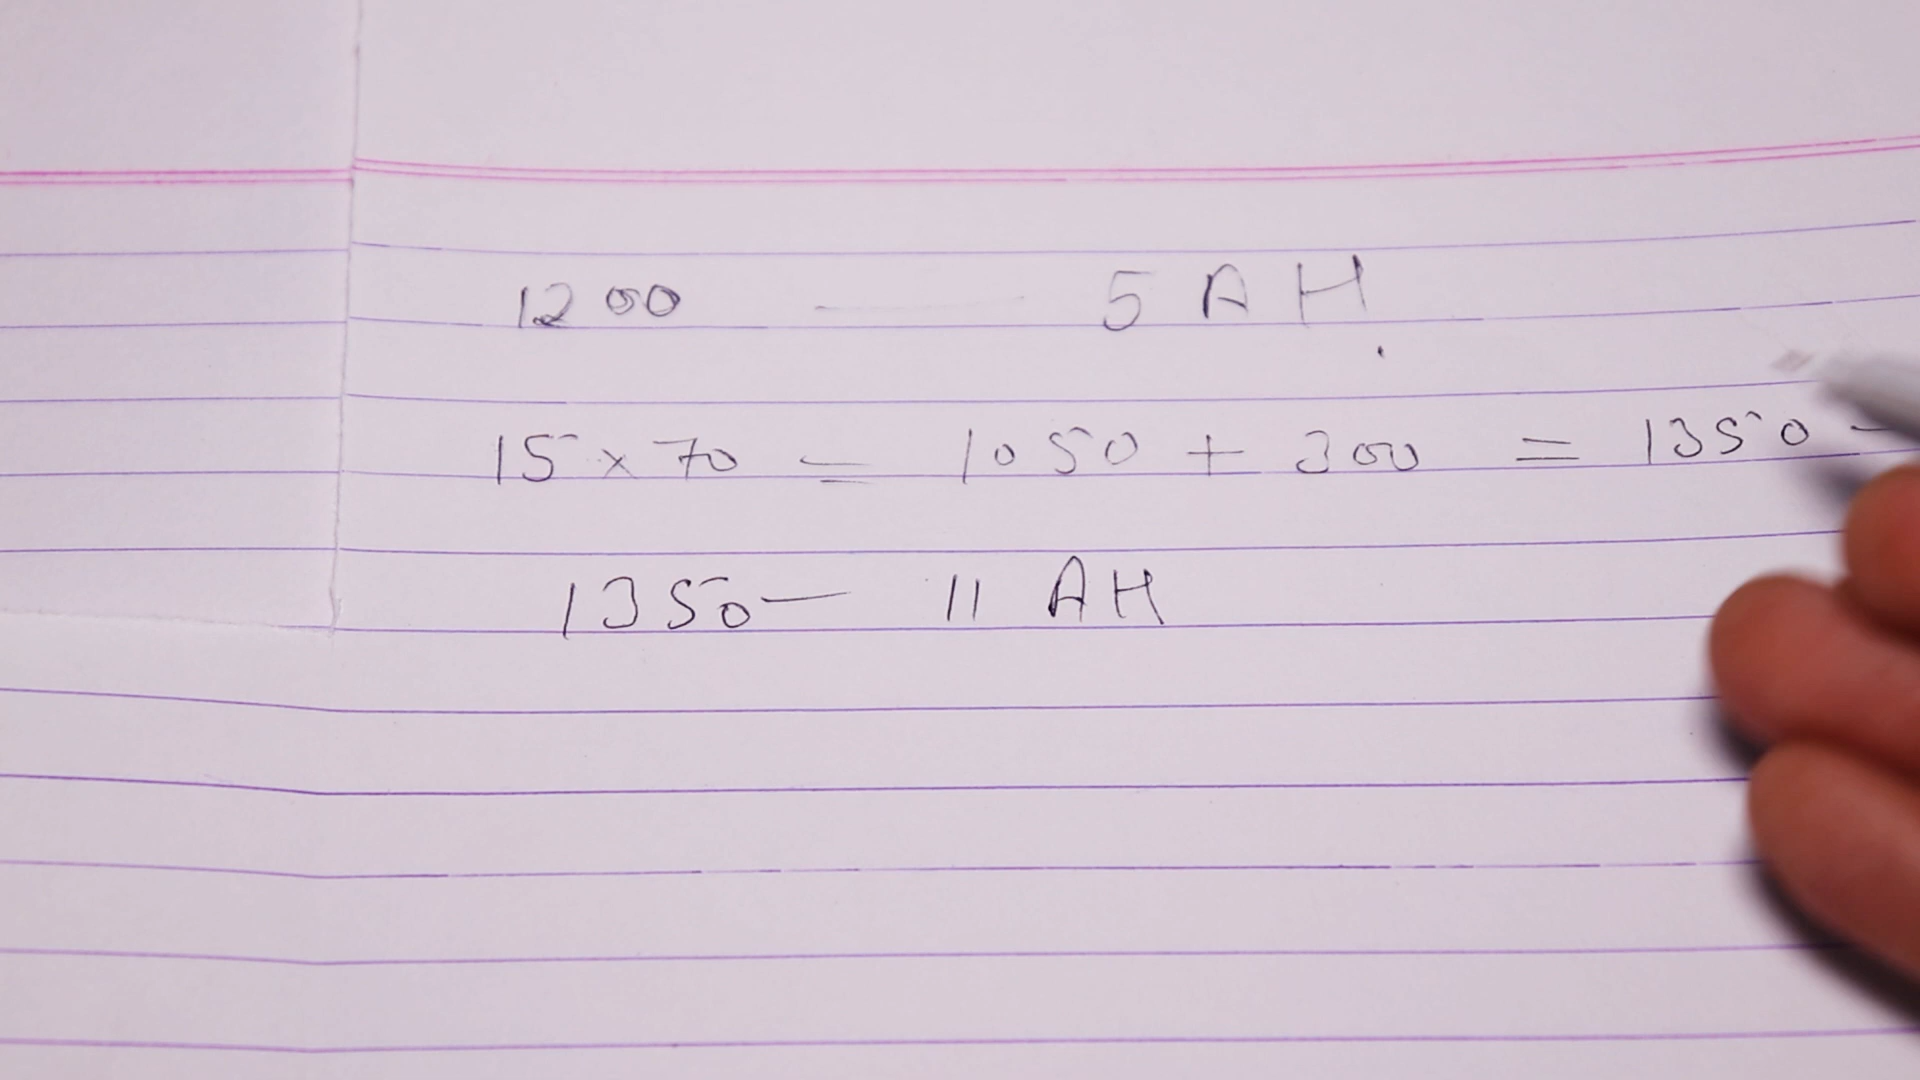 1200 — 5 AH
15 x 70 = 1050 + 300 = 1350 -
1350 — 11 AH